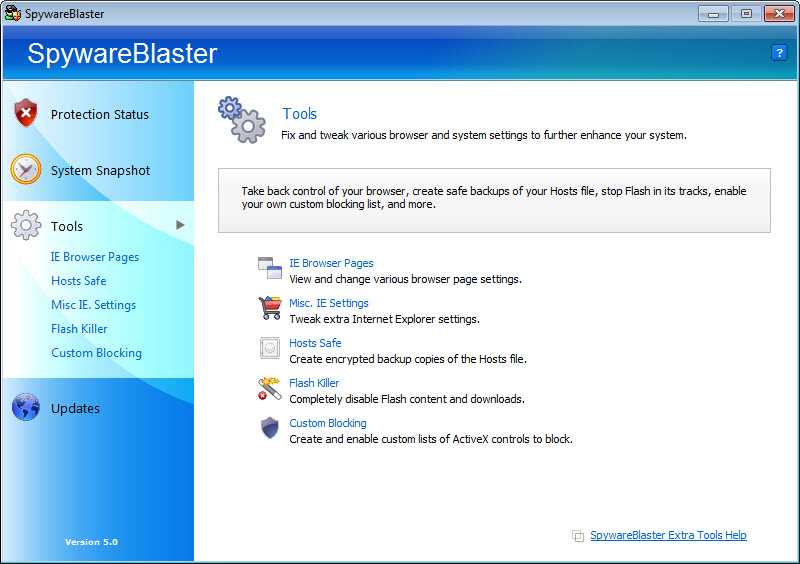 SpywareBlaster
SpywareBlaster
?
Protection Status
System Snapshot
Tools
IE Browser Pages
Hosts Safe
Misc IE. Settings
Flash Killer
Custom Blocking
Updates
Version 5.0
Tools
Fix and tweak various browser and system settings to further enhance your system.
Take back control of your browser, create safe backups of your Hosts file, stop Flash in its tracks, enable
your own custom blocking list, and more.
IE Browser Pages
View and change various browser page settings.
Misc. IE Settings
Tweak extra Internet Explorer settings.
Hosts Safe
Create encrypted backup copies of the Hosts file.
Flash Killer
Completely disable Flash content and downloads.
Custom Blocking
Create and enable custom lists of ActiveX controls to block.
SpywareBlaster Extra Tools Help